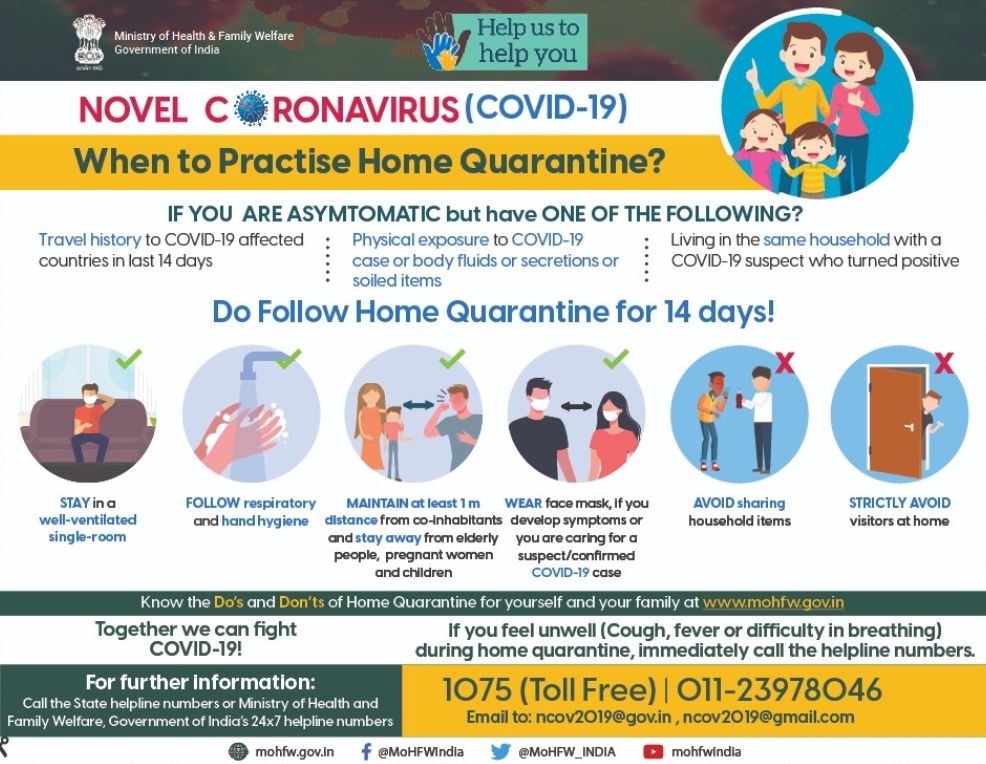 Ministry of Health & Family Welfare
Government of India
Help us to
help you
NOVEL CORONAVIRUS (COVID-19)
When to Practise Home Quarantine?
IF YOU ARE ASYMTOMATIC but have ONE OF THE FOLLOWING?
Travel history to COVID-19 affected
countries in last 14 days
Physical exposure to COVID-19
case or body fluids or secretions or
soiled items
Living in the same household with a
COVID-19 suspect who turned positive
Do Follow Home Quarantine for 14 days!
STAY in a
well-ventilated
single-room
FOLLOW respiratory
and hand hygiene
MAINTAIN at least 1 m
distance from co-inhabitants
and stay away from elderly
people, pregnant women
and children
WEAR face mask, if you
develop symptoms or
you are caring for a
suspect/confirmed
COVID-19 case
AVOID sharing
household items
STRICTLY AVOID
visitors at home
Know the Do's and Don'ts of Home Quarantine for yourself and your family at www.mohfw.gov.in
Together we can fight
COVID-19!
If you feel unwell (Cough, fever or difficulty in breathing)
during home quarantine, immediately call the helpline numbers.
For further information:
Call the State helpline numbers or Ministry of Health and
Family Welfare, Government of India's 24x7 helpline numbers
1075 (Toll Free) | 011-23978046
Email to: ncov2019@gov.in , ncov2019@gmail.com
mohfw.gov.in
@MoHFWIndia
@MoHFW_INDIA
mohfwindia